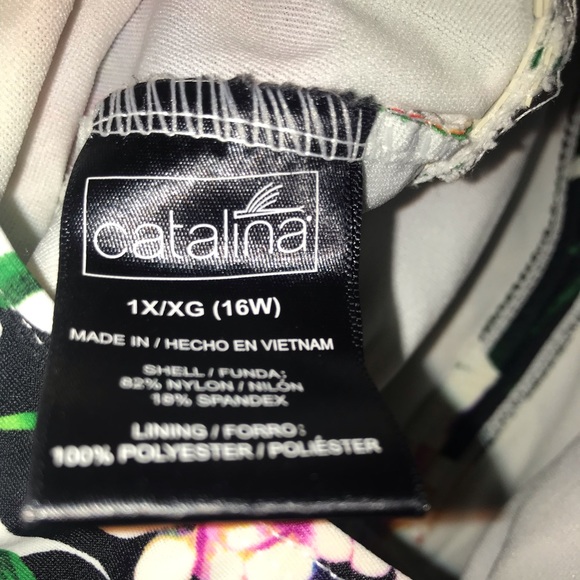 catalina
1X/XG (16W)
MADE IN / HECHO EN VIETNAM
SHELL / FUNDA:
82% NYLON / NILÓN
18% SPANDEX
LINING / FORRO:
100% POLYESTER / POLIÉSTER